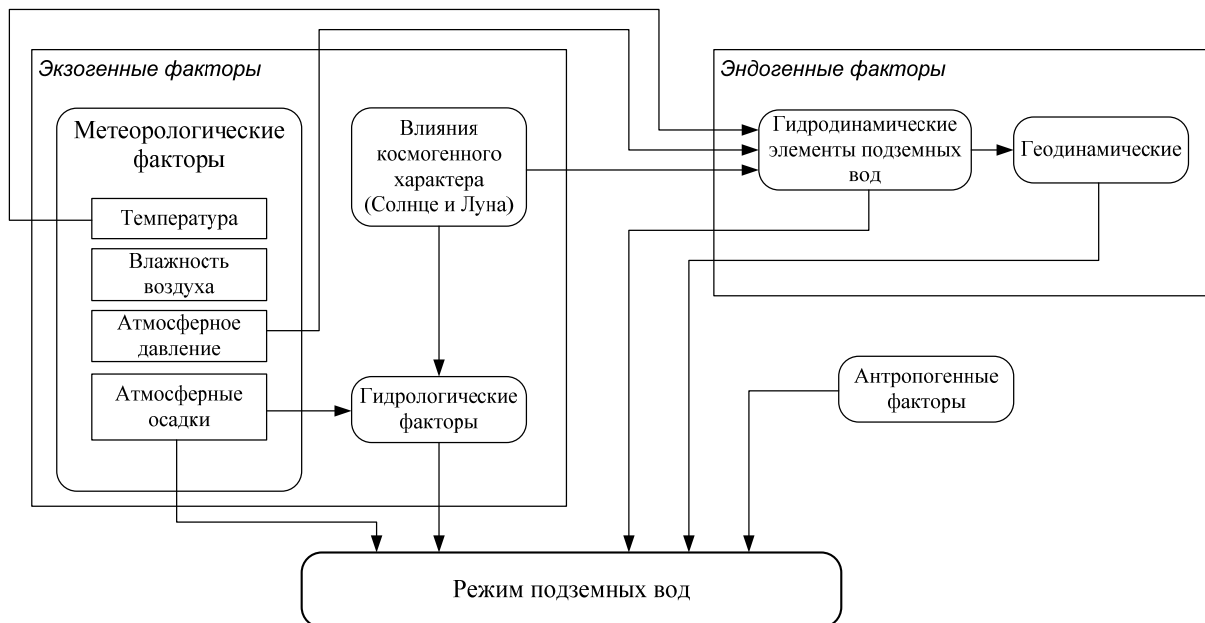 Экзогенные факторы
Метеорологические
факторы
Температура
Влажность
воздуха
Атмосферное
давление
Атмосферные
осадки
Влияния
космогенного
характера
(Солнце и Луна)
Гидрологические
факторы
Эндогенные факторы
Гидродинамические
элементы подземных
вод
Геодинамические
Антропогенные
факторы
Режим подземных вод